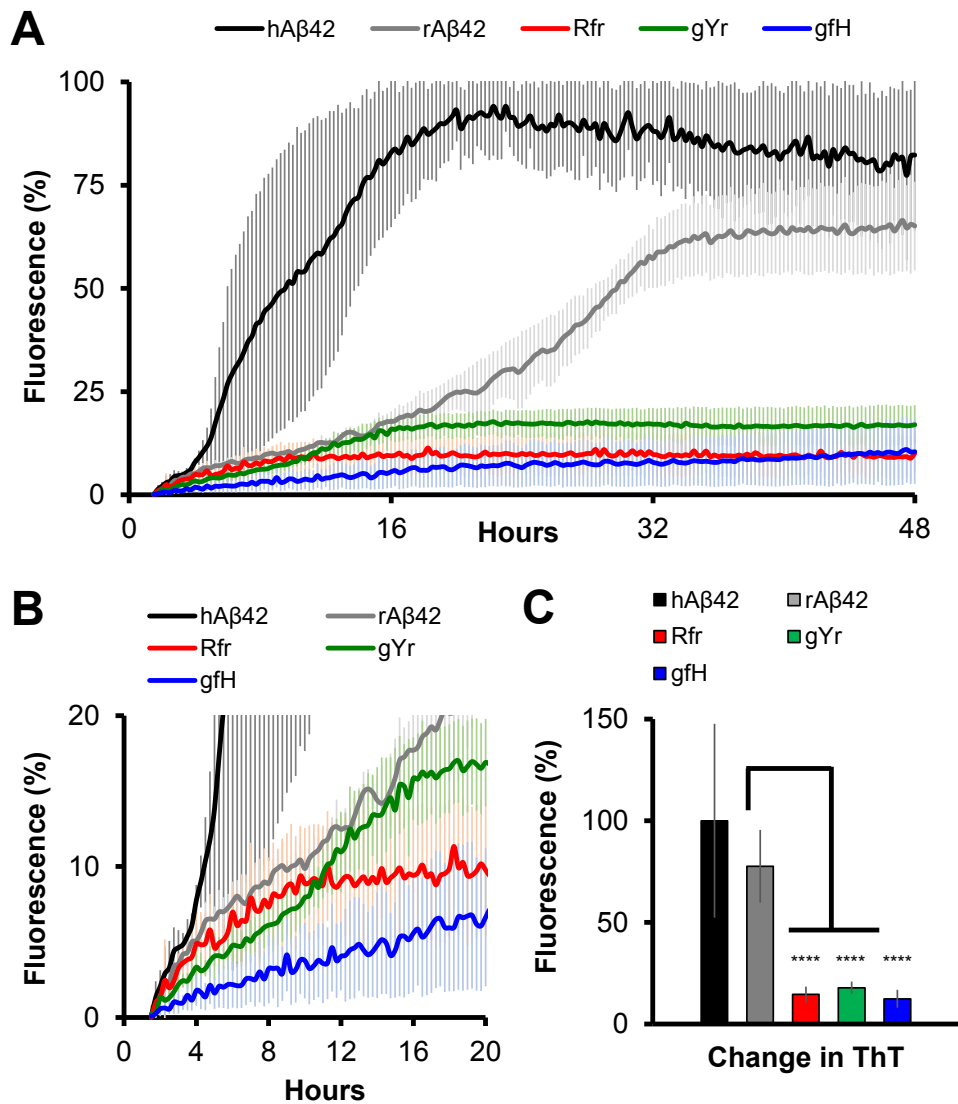 A
hAβ42 rAβ42 Rfr gYr gfH
Fluorescence (%)
100
75
50
25
0
0 16 32 48
Hours
B
hAβ42 rAβ42
Rfr gYr
gfH
Fluorescence (%)
20
10
0
0 4 8 12 16 20
Hours
C
hAβ42 rAβ42
Rfr gYr
gfH
Fluorescence (%)
150
100
50
0
**** **** ****
Change in ThT